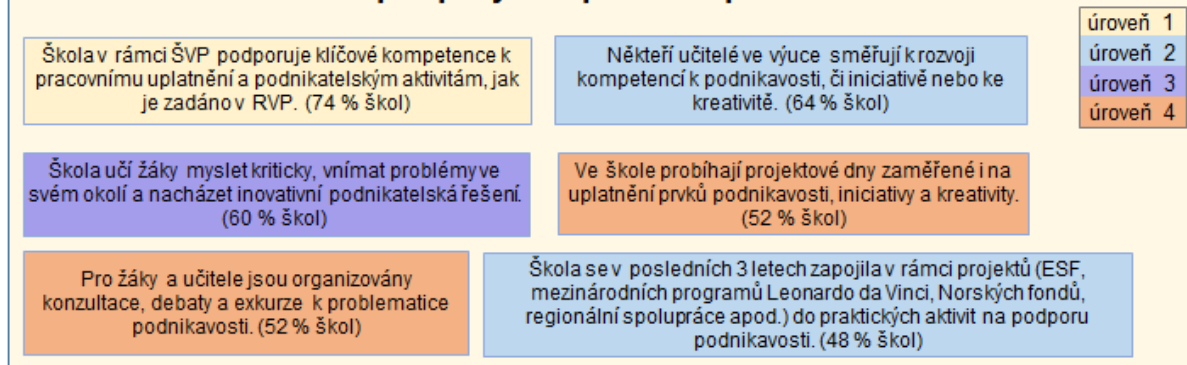 úroveň 1
úroveň 2
úroveň 3
úroveň 4
Škola v rámci ŠVP podporuje klíčové kompetence k
pracovnímu uplatnění a podnikatelským aktivitám, jak
je zadáno v RVP. (74 % škol)
Někteří učitelé ve výuce směřují k rozvoji
kompetencí k podnikavosti, či iniciativě nebo ke
kreativitě. (64 % škol)
Škola učí žáky myslet kriticky, vnímat problémy ve
svém okolí a nacházet inovativní podnikatelská řešení.
(60 % škol)
Ve škole probíhají projektové dny zaměřené i na
uplatnění prvků podnikavosti, iniciativy a kreativity.
(52 % škol)
Pro žáky a učitele jsou organizovány
konzultace, debaty a exkurze k problematice
podnikavosti. (52 % škol)
Škola se v posledních 3 letech zapojila v rámci projektů (ESF,
mezinárodních programů Leonardo da Vinci, Norských fondů,
regionální spolupráce apod.) do praktických aktivit na podporu
podnikavosti. (48 % škol)